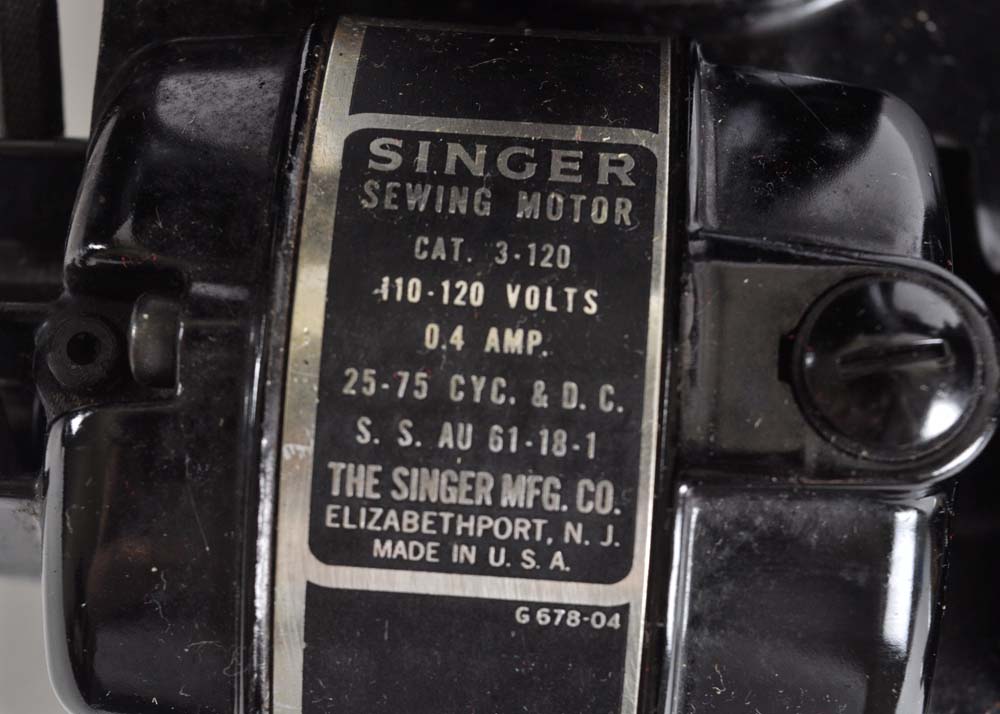 SINGER
SEWING MOTOR
CAT. 3-120
110-120 VOLTS
0.4 AMP.
25-75 CYC. & D. C.
S. S. AU 61-18-1
THE SINGER MFG. CO.
ELIZABETHPORT, N. J.
MADE IN U. S. A.
G 678-04